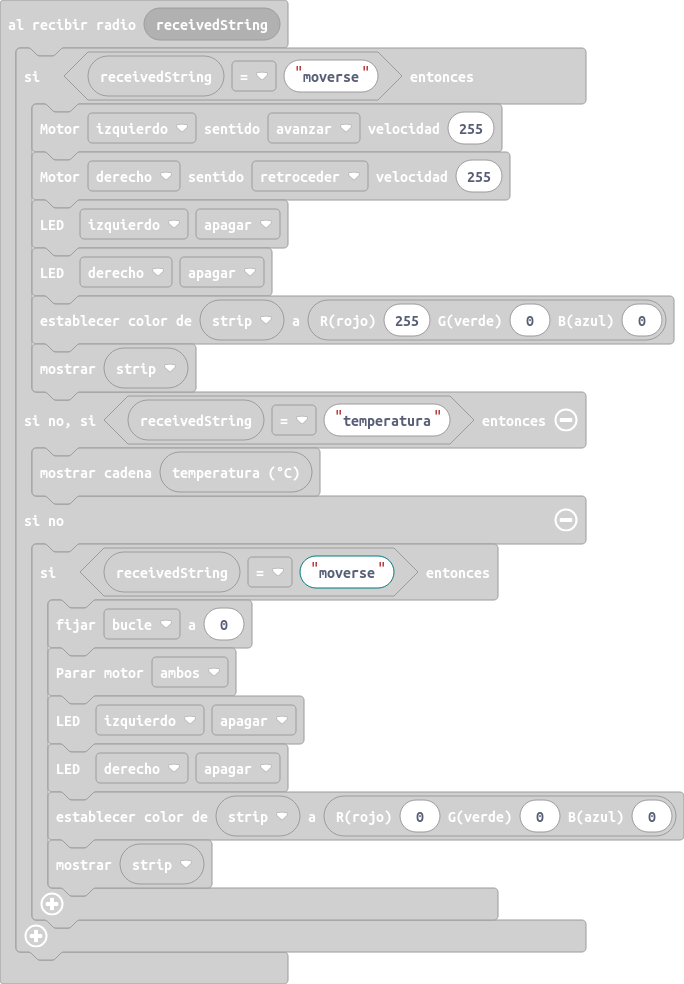 al recibir radio receivedString
si receivedString = "moverse" entonces
Motor izquierdo sentido avanzar velocidad 255
Motor derecho sentido retroceder velocidad 255
LED izquierdo apagar
LED derecho apagar
establecer color de strip a R(rojo) 255 G(verde) 0 B(azul) 0
mostrar strip
si no, si receivedString = "temperatura" entonces
mostrar cadena temperatura (°C)
si no
si receivedString = "moverse" entonces
fijar bucle a 0
Parar motor ambos
LED izquierdo apagar
LED derecho apagar
establecer color de strip a R(rojo) 0 G(verde) 0 B(azul) 0
mostrar strip